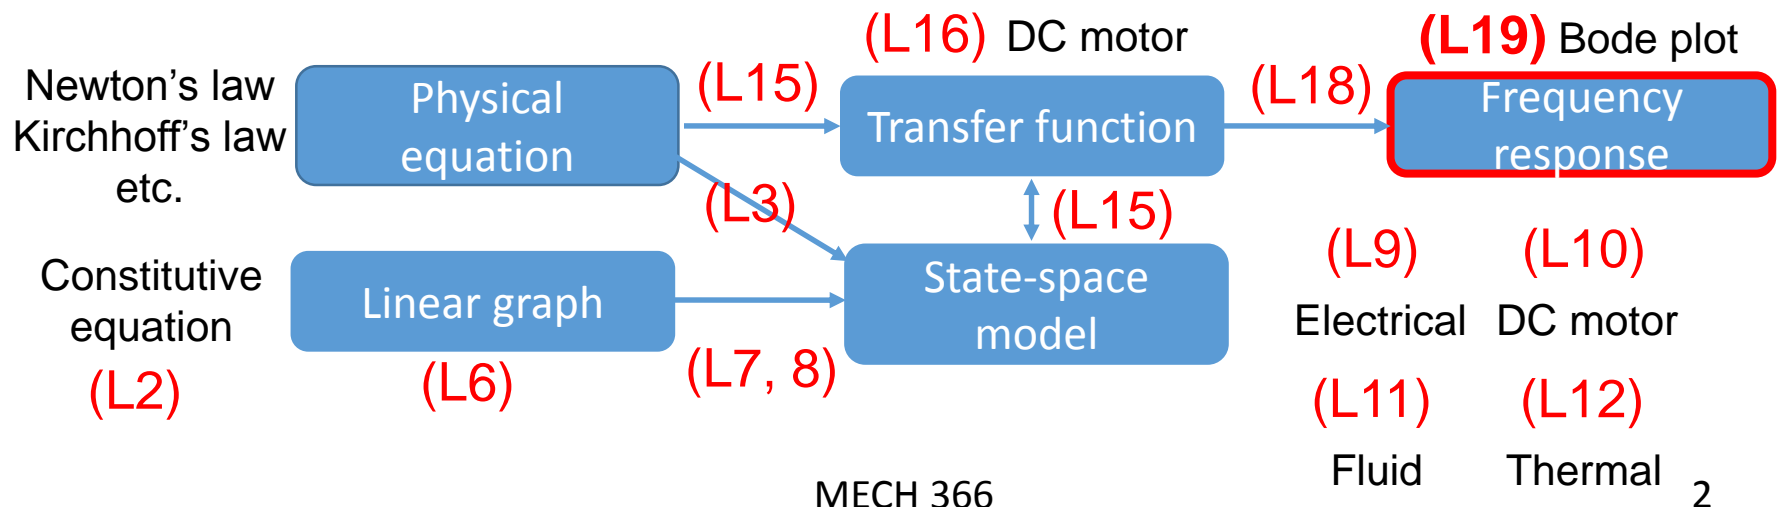 (L16) DC motor
(L19) Bode plot
Newton’s law
Kirchhoff’s law
etc.
Physical
equation
(L15)
Transfer function
(L18)
Frequency
response
(L3)
(L15)
Constitutive
equation
(L2)
Linear graph
(L6)
(L7, 8)
State-space
model
(L9)
Electrical
(L10)
DC motor
(L11)
Fluid
(L12)
Thermal
MECH 366
2